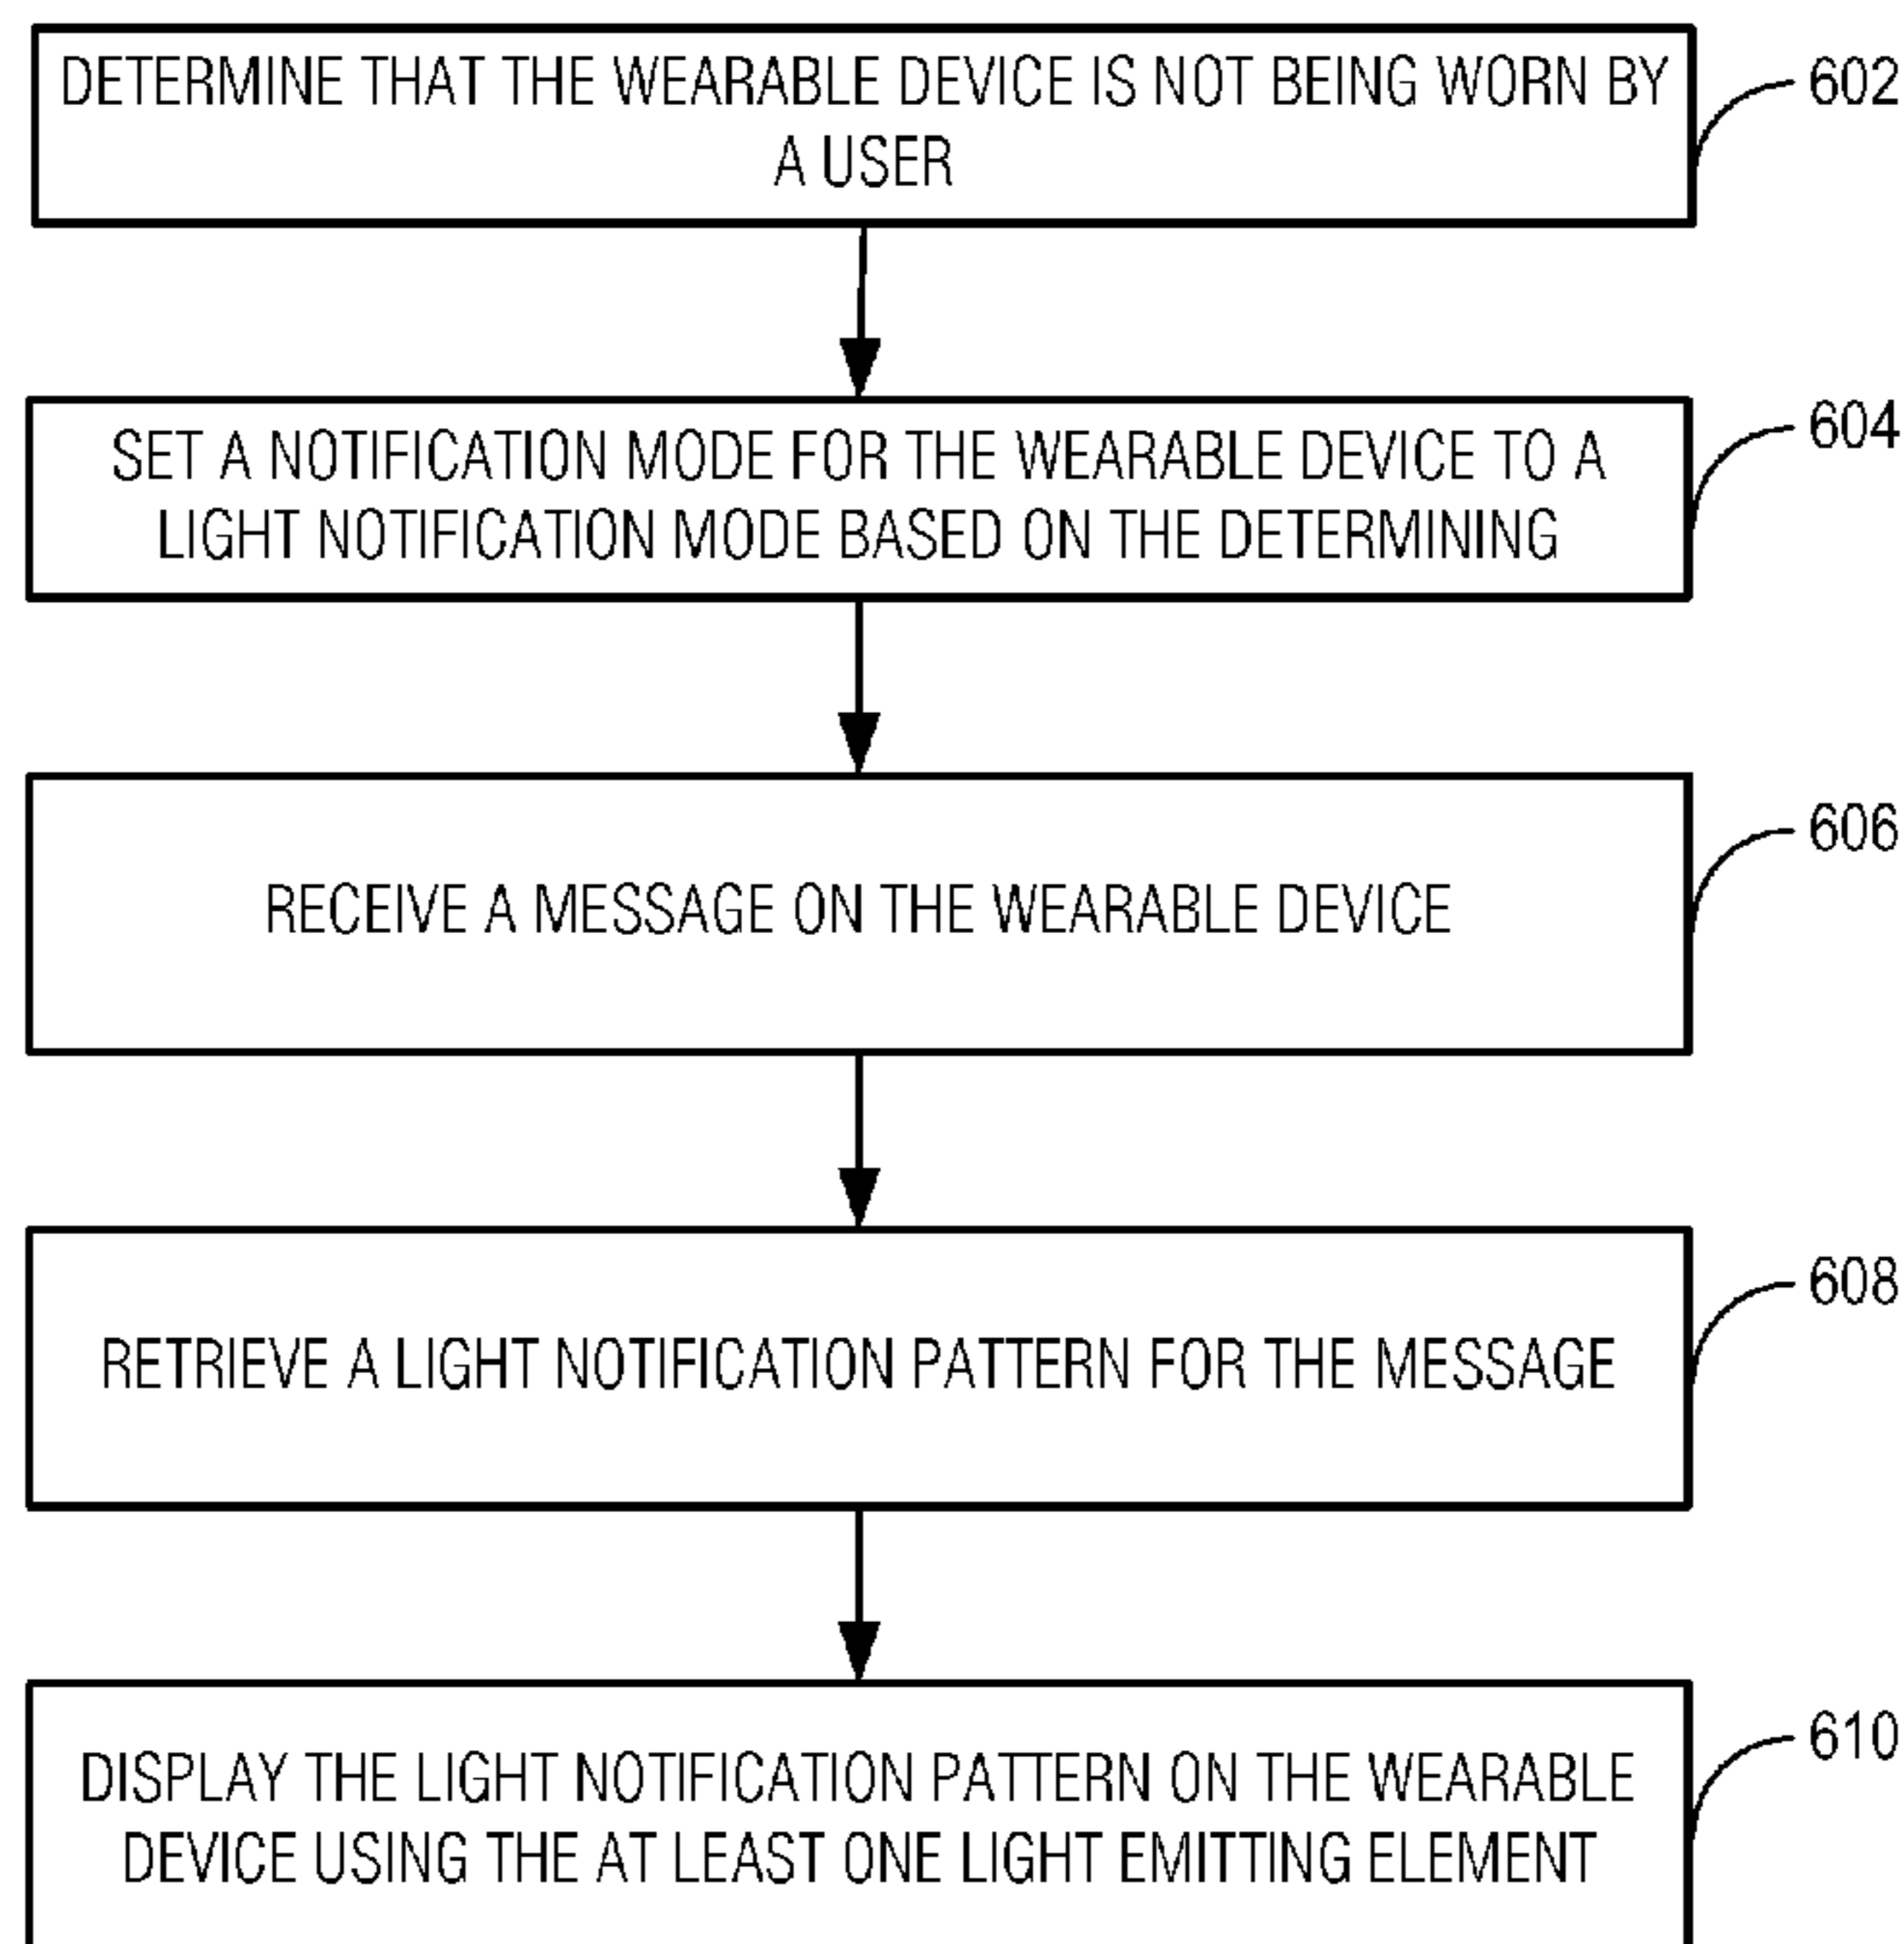 DETERMINE THAT THE WEARABLE DEVICE IS NOT BEING WORN BY
A USER
602
SET A NOTIFICATION MODE FOR THE WEARABLE DEVICE TO A
LIGHT NOTIFICATION MODE BASED ON THE DETERMINING
604
RECEIVE A MESSAGE ON THE WEARABLE DEVICE
606
RETRIEVE A LIGHT NOTIFICATION PATTERN FOR THE MESSAGE
608
DISPLAY THE LIGHT NOTIFICATION PATTERN ON THE WEARABLE
DEVICE USING THE AT LEAST ONE LIGHT EMITTING ELEMENT
610